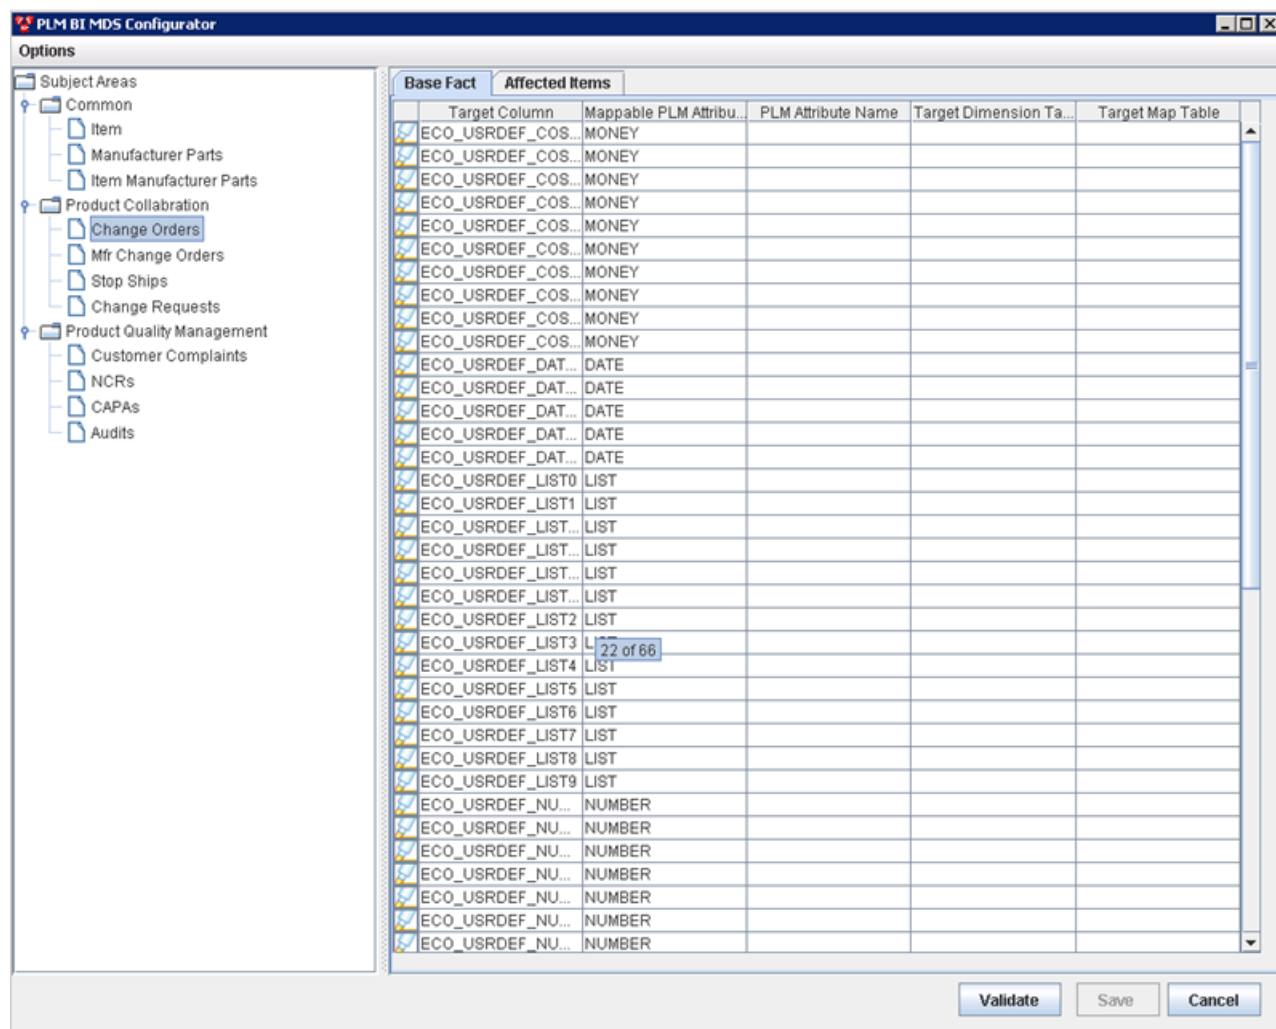 PLM BI MDS Configurator
Options
Subject Areas
Common
Item
Manufacturer Parts
Item Manufacturer Parts
Product Collabration
Change Orders
Mfr Change Orders
Stop Ships
Change Requests
Product Quality Management
Customer Complaints
NCRs
CAPAs
Audits
Base Fact Affected Items
Target Column Mappable PLM Attribu... PLM Attribute Name Target Dimension Ta... Target Map Table
ECO_USRDEF_COS... MONEY
ECO_USRDEF_COS... MONEY
ECO_USRDEF_COS... MONEY
ECO_USRDEF_COS... MONEY
ECO_USRDEF_COS... MONEY
ECO_USRDEF_COS... MONEY
ECO_USRDEF_COS... MONEY
ECO_USRDEF_COS... MONEY
ECO_USRDEF_COS... MONEY
ECO_USRDEF_COS... MONEY
ECO_USRDEF_DAT... DATE
ECO_USRDEF_DAT... DATE
ECO_USRDEF_DAT... DATE
ECO_USRDEF_DAT... DATE
ECO_USRDEF_DAT... DATE
ECO_USRDEF_LIST0 LIST
ECO_USRDEF_LIST1 LIST
ECO_USRDEF_LIST... LIST
ECO_USRDEF_LIST... LIST
ECO_USRDEF_LIST... LIST
ECO_USRDEF_LIST... LIST
ECO_USRDEF_LIST2 LIST
ECO_USRDEF_LIST3
22 of 66
ECO_USRDEF_LIST4 LIST
ECO_USRDEF_LIST5 LIST
ECO_USRDEF_LIST6 LIST
ECO_USRDEF_LIST7 LIST
ECO_USRDEF_LIST8 LIST
ECO_USRDEF_LIST9 LIST
ECO_USRDEF_NU... NUMBER
ECO_USRDEF_NU... NUMBER
ECO_USRDEF_NU... NUMBER
ECO_USRDEF_NU... NUMBER
ECO_USRDEF_NU... NUMBER
ECO_USRDEF_NU... NUMBER
ECO_USRDEF_NU... NUMBER
Validate Save Cancel